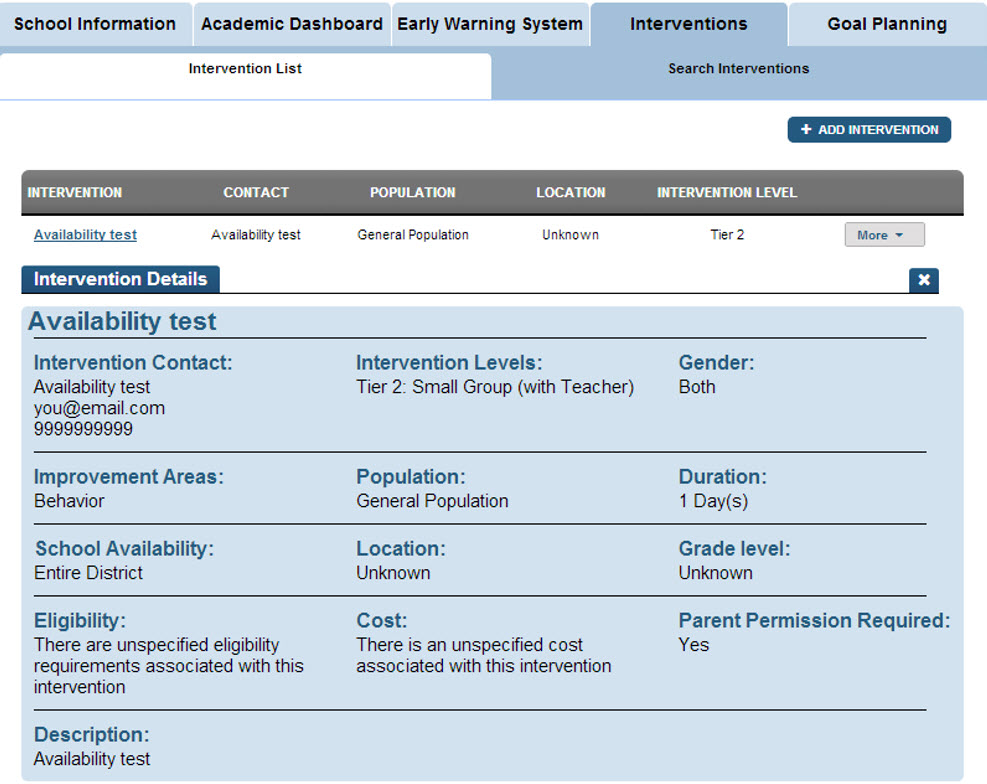 School Information Academic Dashboard Early Warning System Interventions Goal Planning
Intervention List Search Interventions
+ ADD INTERVENTION
INTERVENTION CONTACT POPULATION LOCATION INTERVENTION LEVEL
Availability test Availability test General Population Unknown Tier 2 More
Intervention Details
Availability test
Intervention Contact: Intervention Levels: Gender:
Availability test Tier 2: Small Group (with Teacher) Both
you@email.com
9999999999
Improvement Areas: Population: Duration:
Behavior General Population 1 Day(s)
School Availability: Location: Grade level:
Entire District Unknown Unknown
Eligibility: Cost: Parent Permission Required:
There are unspecified eligibility There is an unspecified cost Yes
requirements associated with this associated with this intervention
intervention
Description:
Availability test